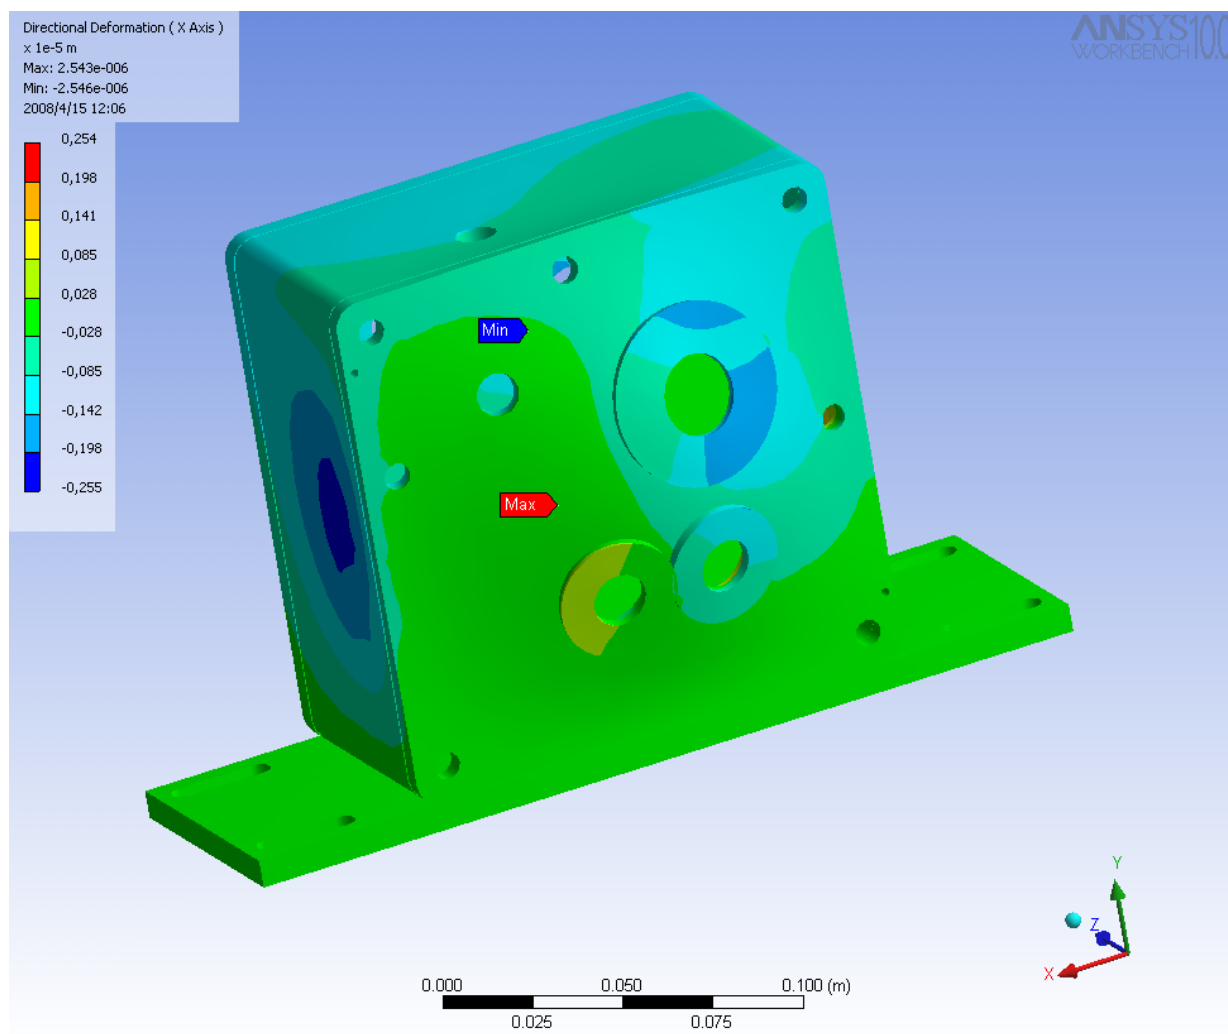 Directional Deformation ( X Axis )
x 1e-5 m
Max: 2.543e-006
Min: -2.546e-006
2008/4/15 12:06
ANSYS 10.0
WORKBENCH
0,254
0,198
0,141
0,085
0,028
-0,028
-0,085
-0,142
-0,198
-0,255
Min
Max
Y
Z
X
0.000 0.050 0.100 (m)
0.025 0.075